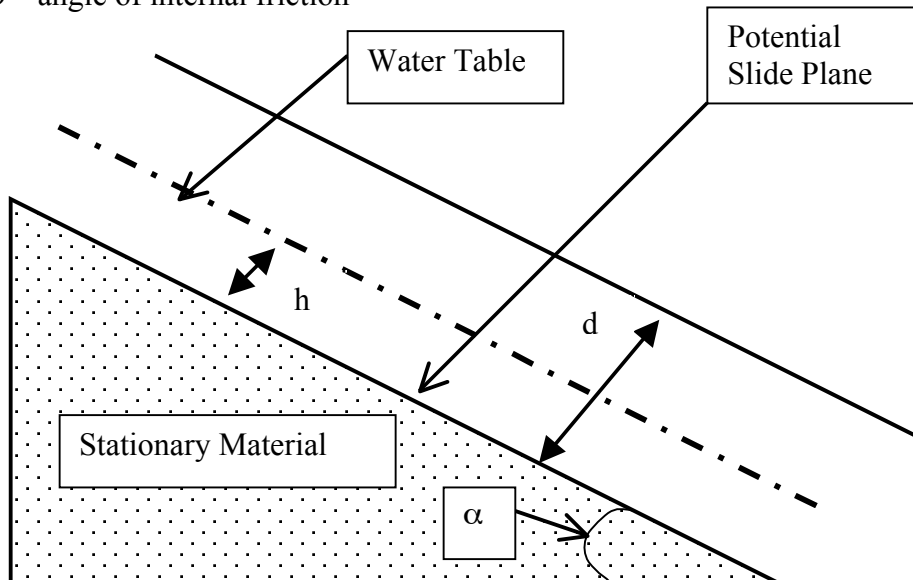 angle of internal friction
Water Table
Potential
Slide Plane
h
d
Stationary Material
α